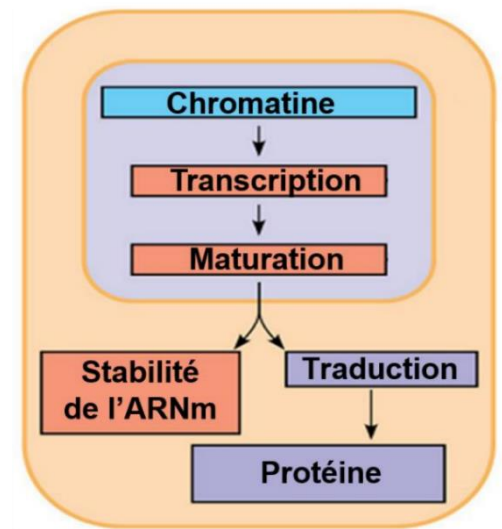 Chromatine
Transcription
Maturation
Stabilité
de l'ARNm
Traduction
Protéine